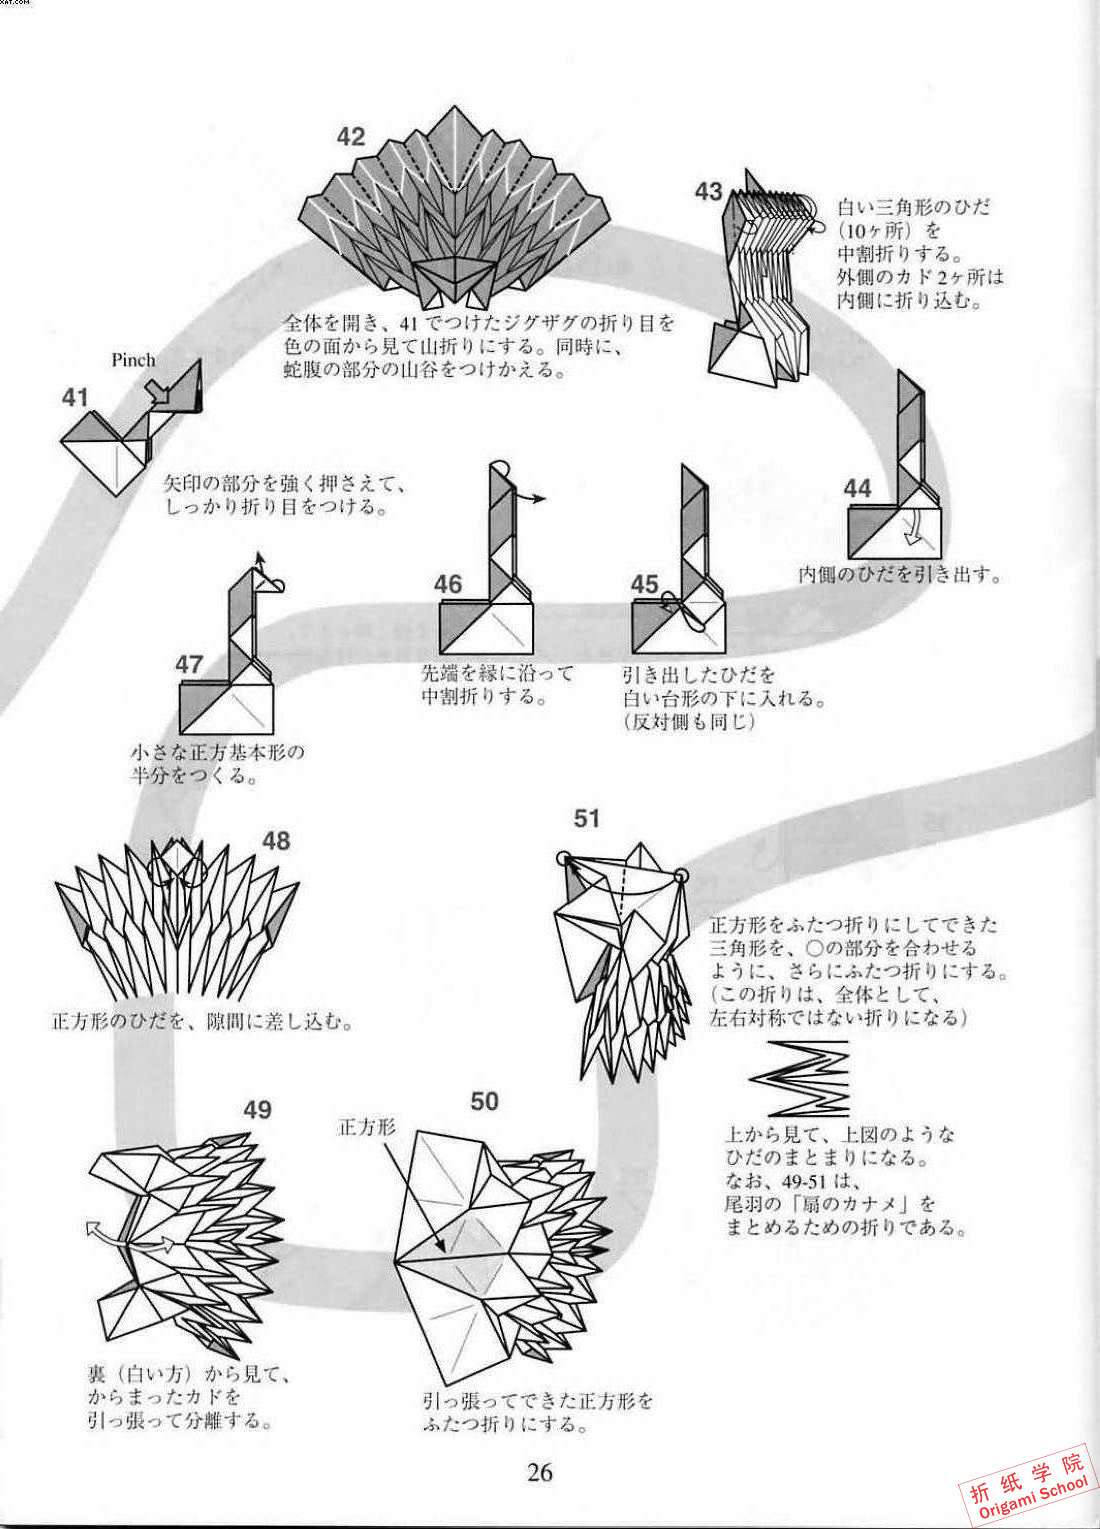 XAT.COM
41
Pinch
矢印の部分を強く押さえて、
しっかり折り目をつける。
42
全体を開き、41でつけたジグザグの折り目を
色の面から見て山折りにする。同時に、
蛇腹の部分の山谷をつけかえる。
43
白い三角形のひだ
（10ヶ所）を
中割折りする。
外側のカド2ヶ所は
内側に折り込む。
44
内側のひだを引き出す。
45
引き出したひだを
白い台形の下に入れる。
（反対側も同じ）
46
先端を縁に沿って
中割折りする。
47
小さな正方基本形の
半分をつくる。
48
正方形のひだを、隙間に差し込む。
49
裏（白い方）から見て、
からまったカドを
引っ張って分離する。
50
正方形
引っ張ってできた正方形を
ふたつ折りにする。
51
正方形をふたつ折りにしてできた
三角形を、○の部分を合わせる
ように、さらにふたつ折りにする。
（この折りは、全体として、
左右対称ではない折りになる）
上から見て、上図のような
ひだのまとまりになる。
なお、49-51は、
尾羽の「扇のカナメ」を
まとめるための折りである。
26
折纸学院
Origami School